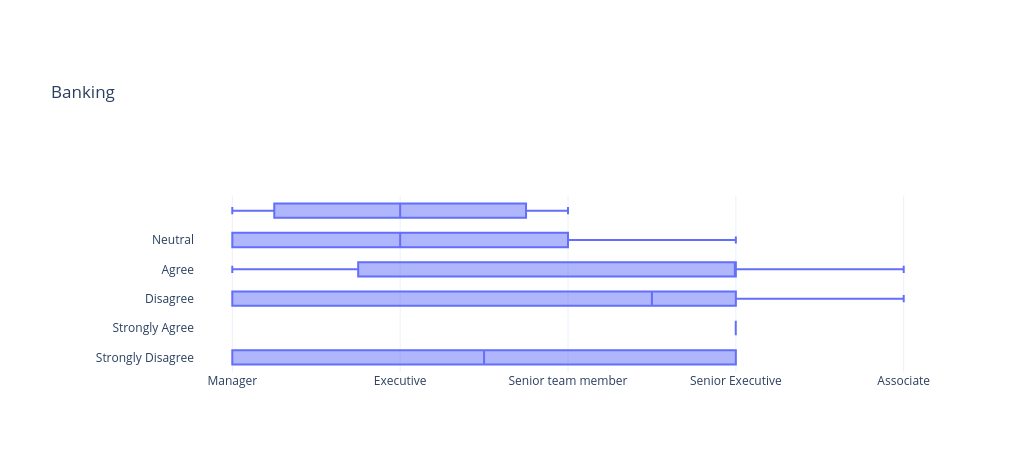 Banking
Neutral
Agree
Disagree
Strongly Agree
Strongly Disagree
Manager Executive Senior team member Senior Executive Associate